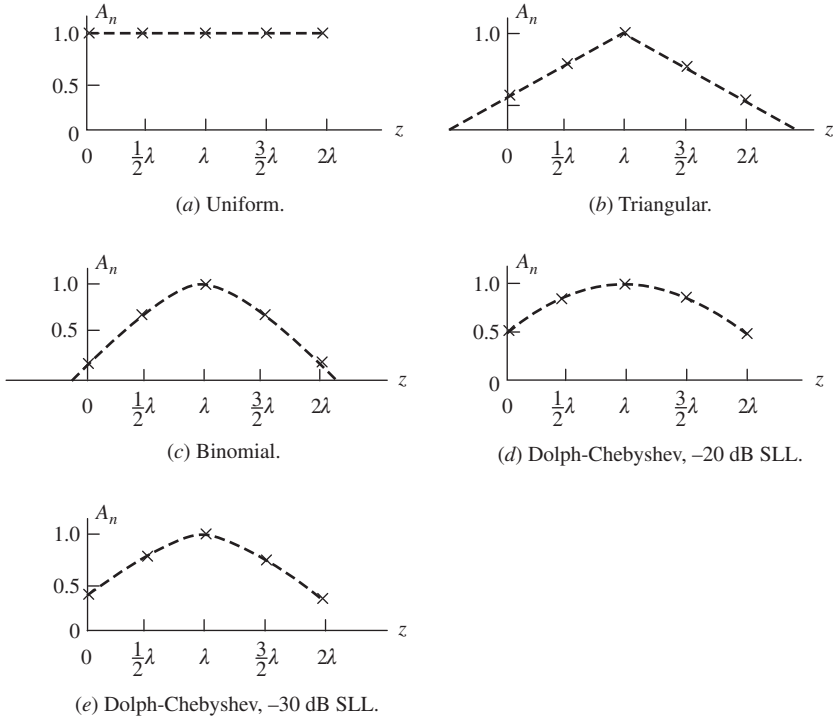 A_n
1.0
0.5
0
0 1/2λ λ 3/2λ 2λ z
(a) Uniform.
A_n
1.0
0 1/2λ λ 3/2λ 2λ z
(b) Triangular.
A_n
1.0
0.5
0 1/2λ λ 3/2λ 2λ z
(c) Binomial.
A_n
1.0
0.5
0
0 1/2λ λ 3/2λ 2λ z
(d) Dolph-Chebyshev, –20 dB SLL.
A_n
1.0
0.5
0
0 1/2λ λ 3/2λ 2λ z
(e) Dolph-Chebyshev, –30 dB SLL.